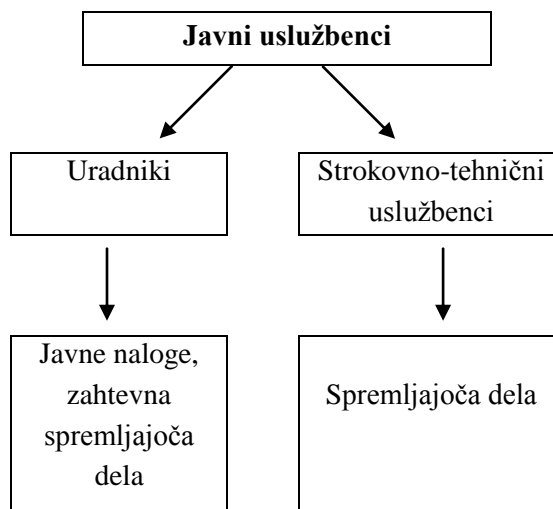 Javni uslužbenci
Uradniki
Strokovno-tehnični
uslužbenci
Javne naloge,
zahtevna
spremljajoča
dela
Spremljajoča dela